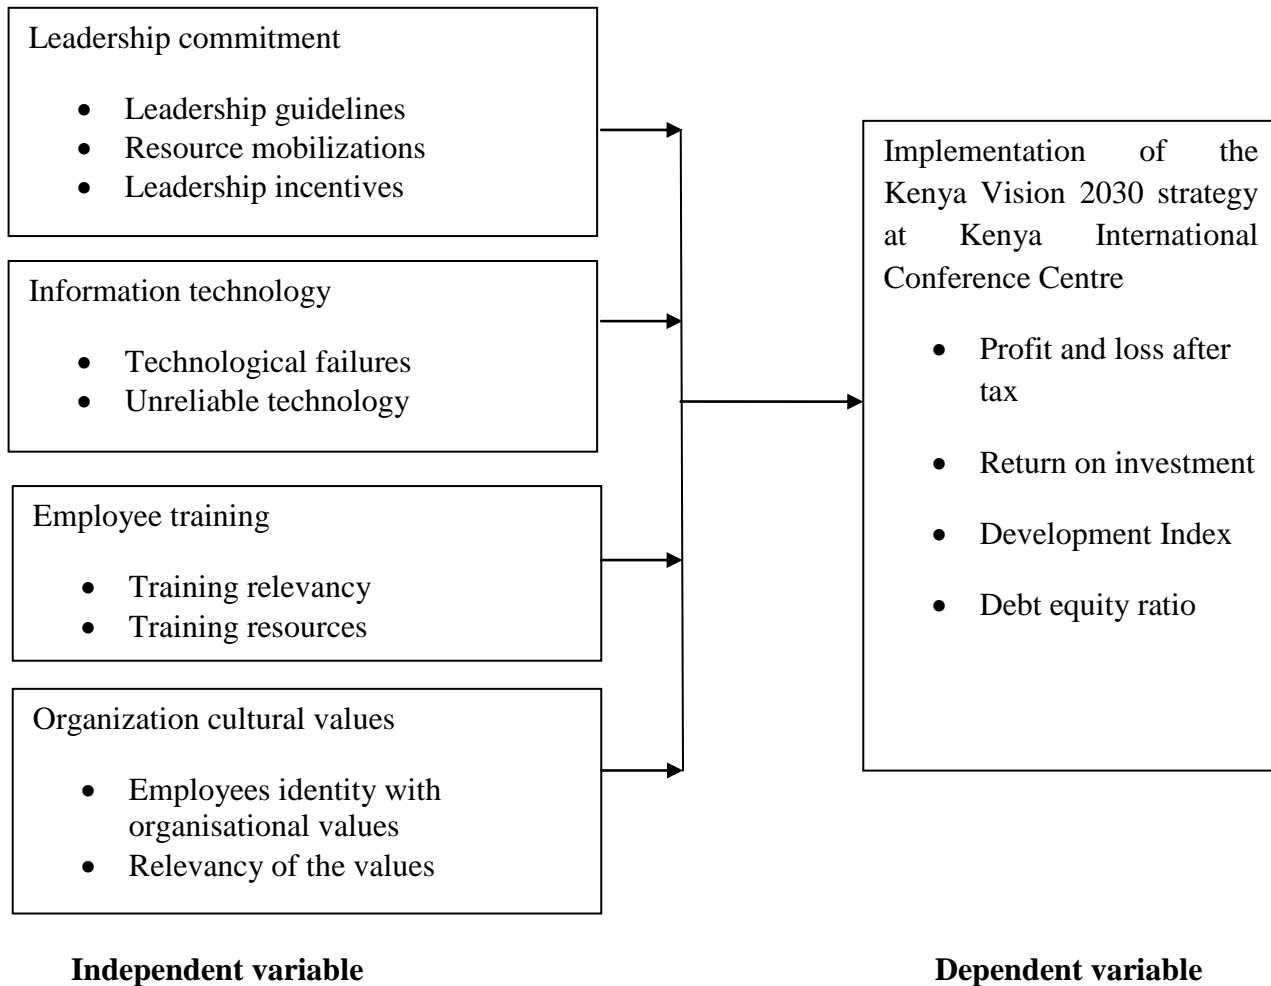 Leadership commitment
• Leadership guidelines
• Resource mobilizations
• Leadership incentives
Information technology
• Technological failures
• Unreliable technology
Employee training
• Training relevancy
• Training resources
Organization cultural values
• Employees identity with
organisational values
• Relevancy of the values
Independent variable
Implementation of the
Kenya Vision 2030 strategy
at Kenya International
Conference Centre
• Profit and loss after
tax
• Return on investment
• Development Index
• Debt equity ratio
Dependent variable